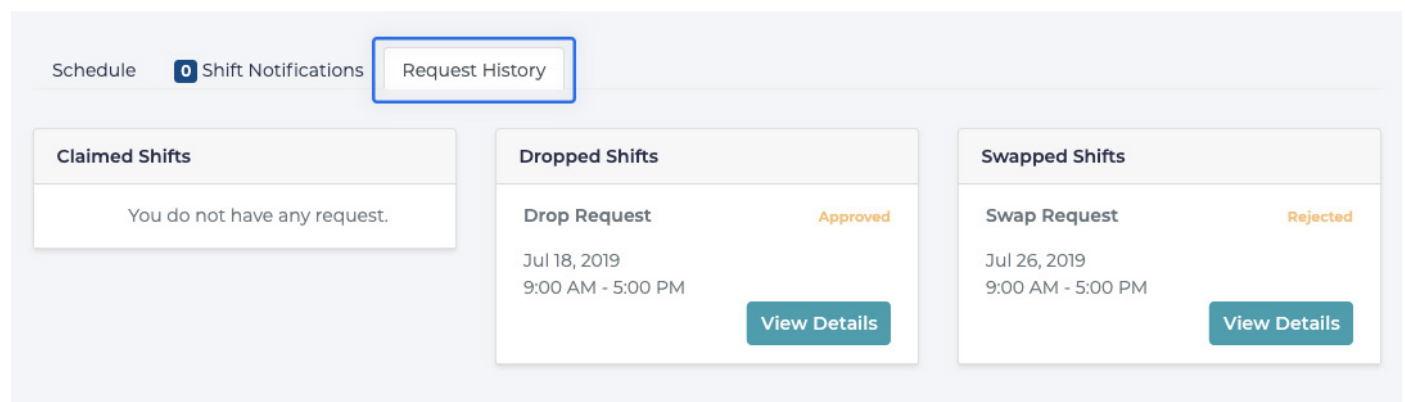 Schedule 0 Shift Notifications Request History
Claimed Shifts
You do not have any request.
Dropped Shifts
Drop Request Approved
Jul 18, 2019
9:00 AM - 5:00 PM
View Details
Swapped Shifts
Swap Request Rejected
Jul 26, 2019
9:00 AM - 5:00 PM
View Details